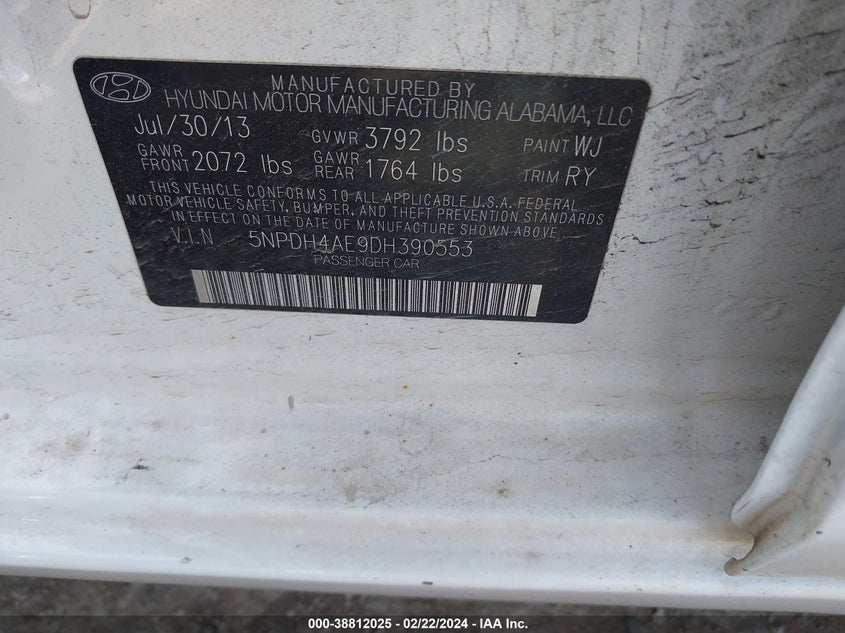 MANUFACTURED BY
HYUNDAI MOTOR MANUFACTURING ALABAMA, LLC
Jul/30/13 GVWR 3792 lbs PAINT WJ
GAWR FRONT 2072 lbs GAWR REAR 1764 lbs TRIM RY
THIS VEHICLE CONFORMS TO ALL APPLICABLE U.S.A. FEDERAL
MOTOR VEHICLE SAFETY, BUMPER, AND THEFT PREVENTION STANDARDS
IN EFFECT ON THE DATE OF MANUFACTURE SHOWN ABOVE.
V.I.N 5NPDH4AE9DH390553
PASSENGER CAR
000-38812025 - 02/22/2024 - IAA Inc.